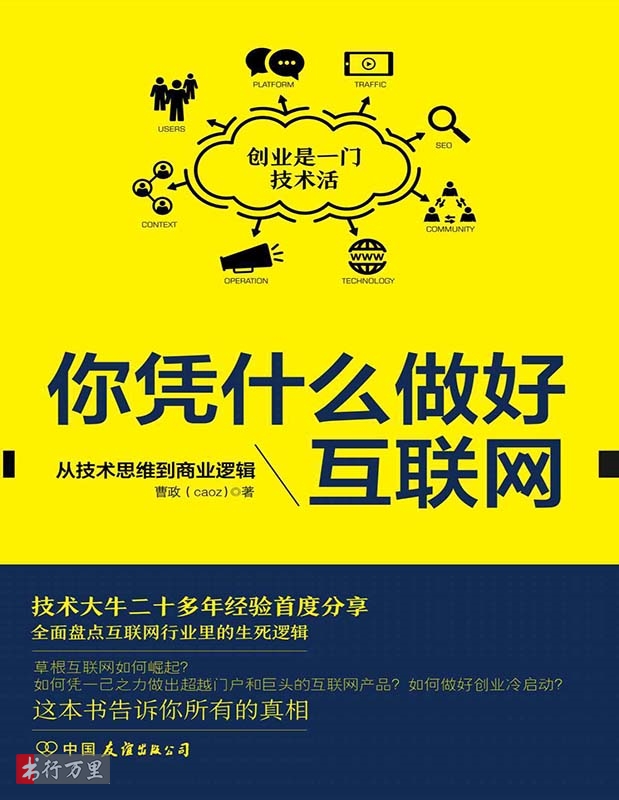 PLATFORM
TRAFFIC
USERS
SEO
创业是一门
技术活
CONTEXT
COMMUNITY
OPERATION
WWW
TECHNOLOGY
你凭什么做好
互联网
从技术思维到商业逻辑
曹政(caoz)◎著
技术大牛二十多年经验首度分享
全面盘点互联网行业里的生死逻辑
草根互联网如何崛起?
如何凭一己之力做出超越门户和巨头的互联网产品?如何做好创业冷启动?
这本书告诉你所有的真相
中国友谊出版公司
书行万里